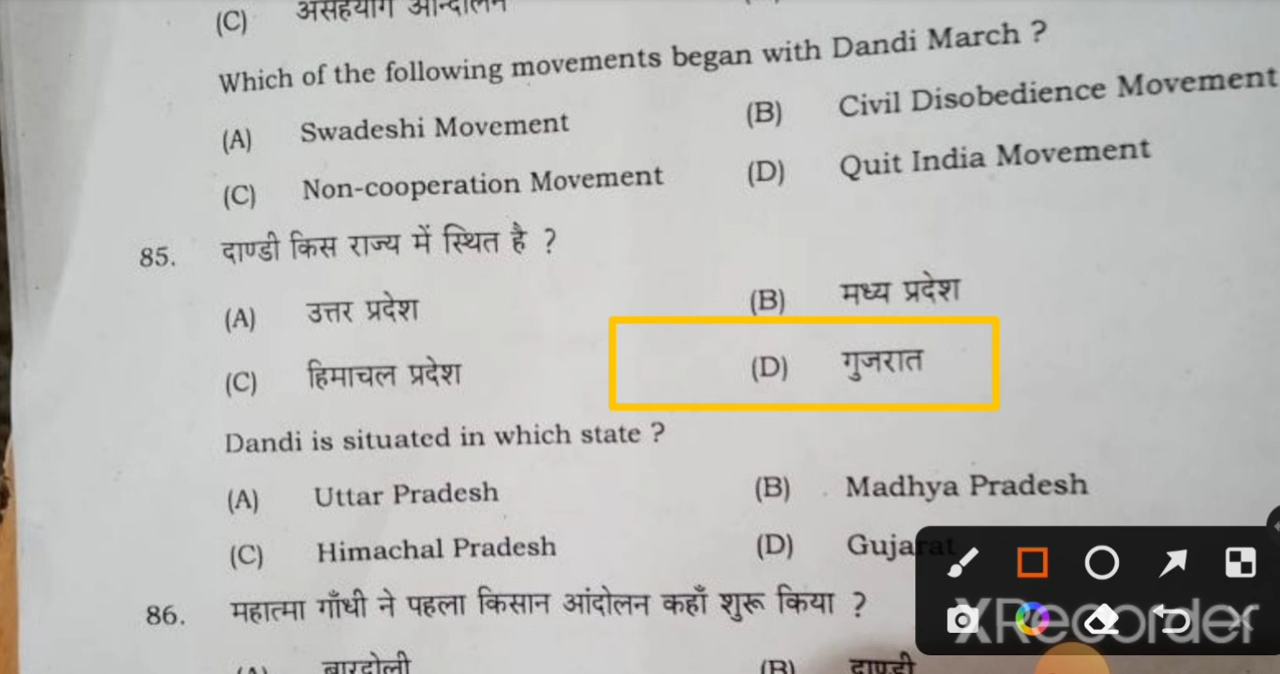 (C) असहयोग आन्दोलन
Which of the following movements began with Dandi March ?
(A) Swadeshi Movement (B) Civil Disobedience Movement
(C) Non-cooperation Movement (D) Quit India Movement
85. दाण्डी किस राज्य में स्थित है ?
(A) उत्तर प्रदेश (B) मध्य प्रदेश
(C) हिमाचल प्रदेश (D) गुजरात
Dandi is situated in which state ?
(A) Uttar Pradesh (B) Madhya Pradesh
(C) Himachal Pradesh (D) Gujarat
86. महात्मा गाँधी ने पहला किसान आंदोलन कहाँ शुरू किया ?
XRecorder
(A) बारदोली (B) दाण्डी